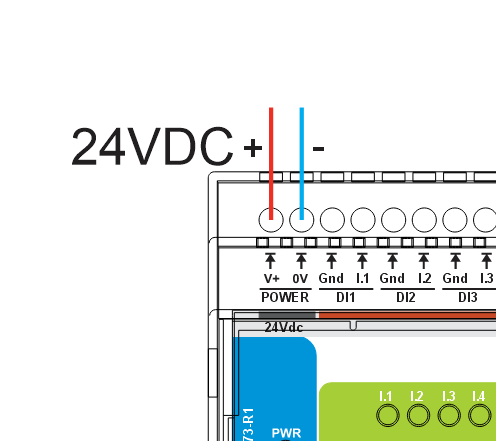 24VDC + -
V+ 0V Gnd I.1 Gnd I.2 Gnd I.3
POWER DI1 DI2 DI3
24Vdc
I.1 I.2 I.3 I.4
73-R1
PWR